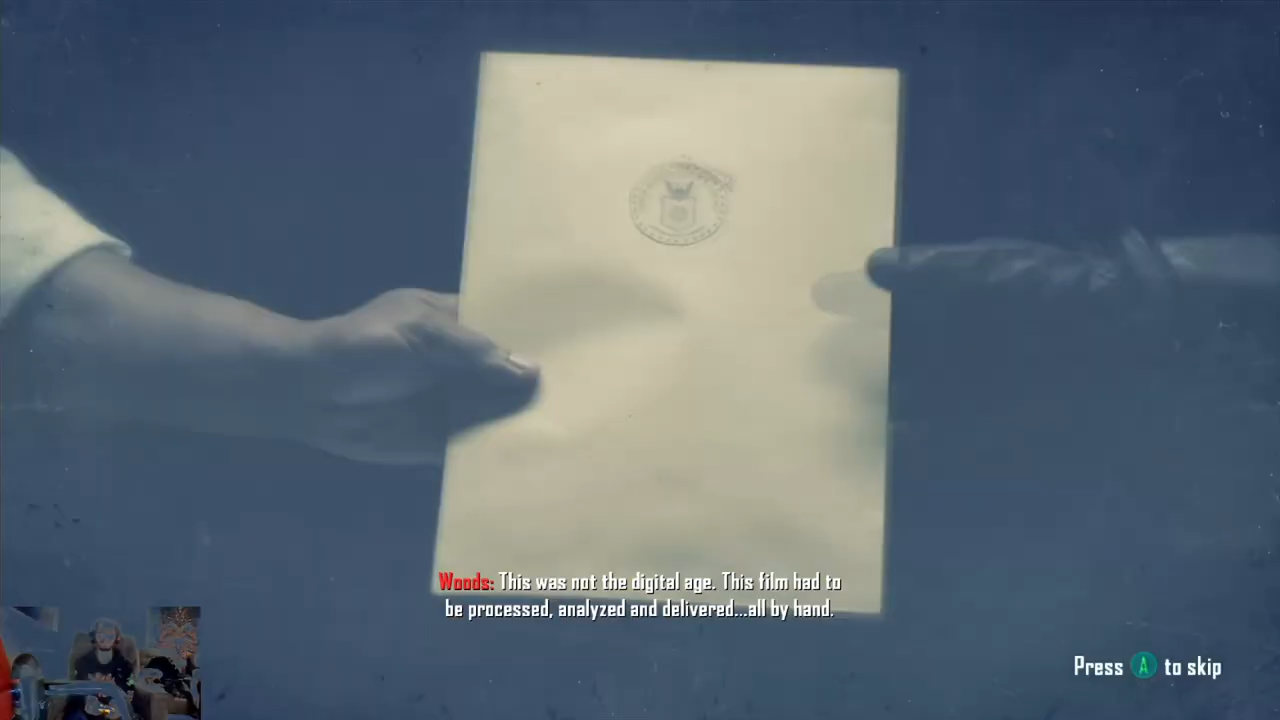 Woods: This was not the digital age. This film had to
be processed, analyzed and delivered...all by hand.
Press A to skip